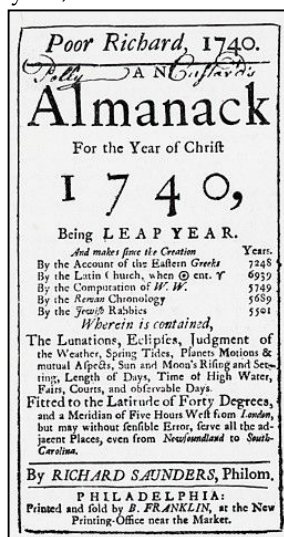 Poor Richard, 1740.
Polly AN Custard's
Almanack
For the Year of Christ
1740,
Being LEAP YEAR.
And makes since the Creation Years.
By the Account of the Eastern Greeks 7248
By the Latin Church, when ☉ ent. ♈ 6939
By the Computation of W. W. 5749
By the Roman Chronology 5689
By the Jewish Rabbies 5501
Wherein is contained,
The Lunations, Eclipses, Judgment of
the Weather, Spring Tides, Planets Motions &
mutual Aspects, Sun and Moon's Rising and Set-
ting, Length of Days, Time of High Water,
Fairs, Courts, and observable Days.
Fitted to the Latitude of Forty Degrees,
and a Meridian of Five Hours West from London,
but may without sensible Error, serve all the ad-
jacent Places, even from Newfoundland to South-
Carolina.
By RICHARD SAUNDERS, Philom.
PHILADELPHIA:
Printed and sold by B. FRANKLIN, at the New
Printing-Office near the Market.